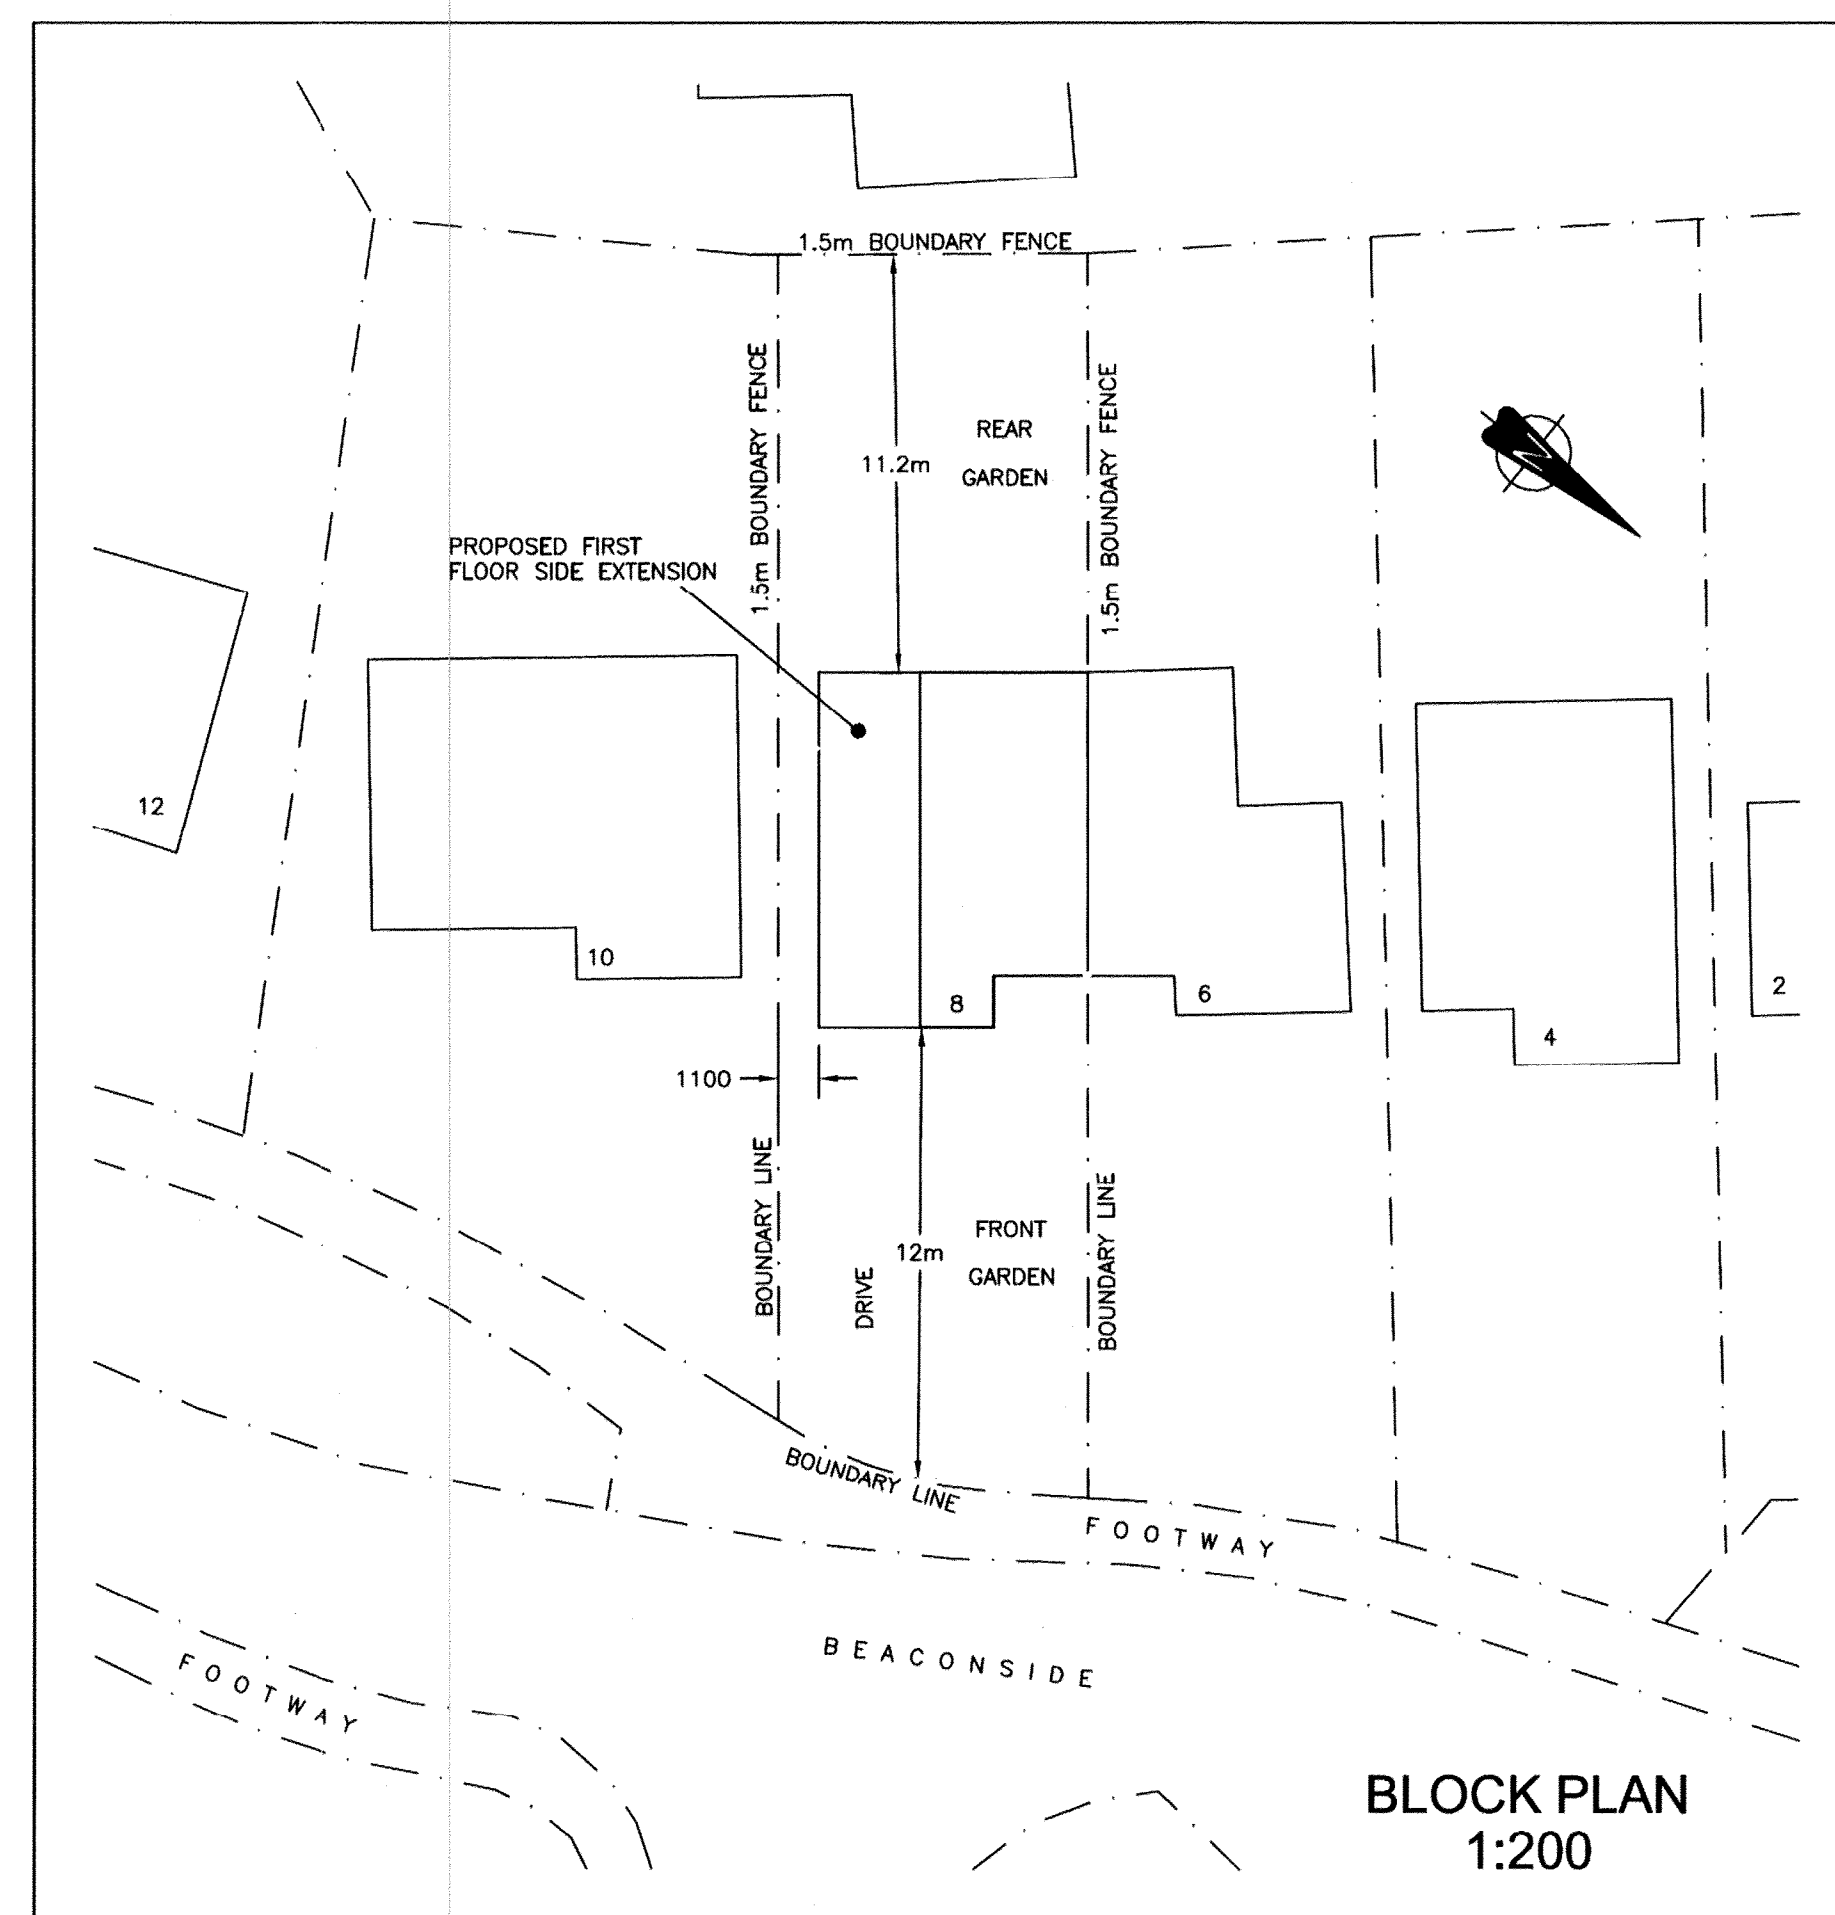 1.5m BOUNDARY FENCE
1.5m BOUNDARY FENCE
1.5m BOUNDARY FENCE
REAR
GARDEN
11.2m
N
PROPOSED FIRST
FLOOR SIDE EXTENSION
12
10
8
6
4
2
1100
BOUNDARY LINE
DRIVE
12m
FRONT
GARDEN
BOUNDARY LINE
BOUNDARY LINE
FOOTWAY
BEACONSIDE
FOOTWAY
BLOCK PLAN
1:200